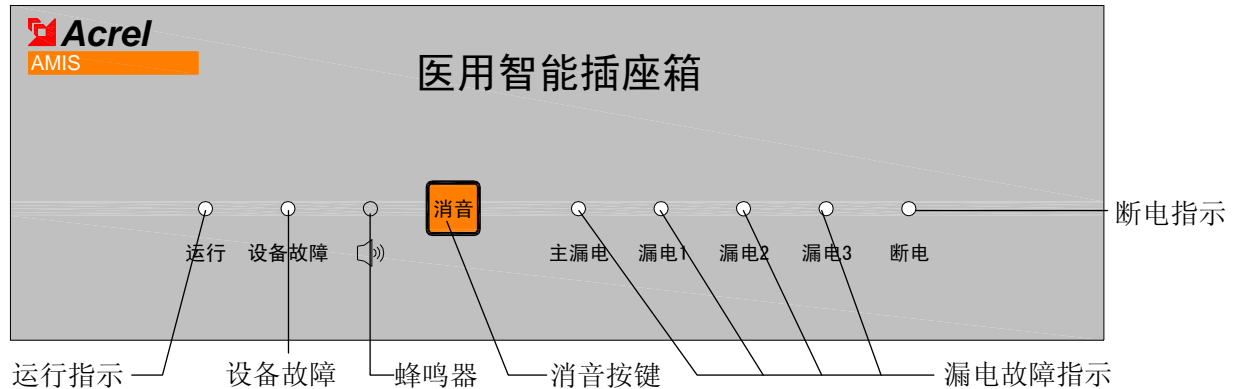 Acrel
AMIS
医用智能插座箱
消音
断电指示
运行 设备故障 主漏电 漏电1 漏电2 漏电3 断电
运行指示 设备故障 蜂鸣器 消音按键 漏电故障指示